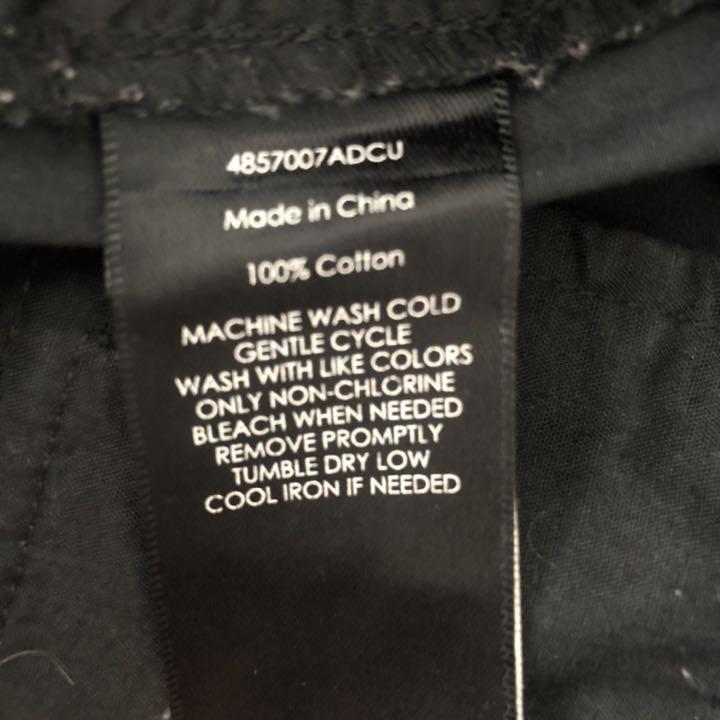 4857007ADCU
Made in China
100% Cotton
MACHINE WASH COLD
GENTLE CYCLE
WASH WITH LIKE COLORS
ONLY NON-CHLORINE
BLEACH WHEN NEEDED
REMOVE PROMPTLY
TUMBLE DRY LOW
COOL IRON IF NEEDED